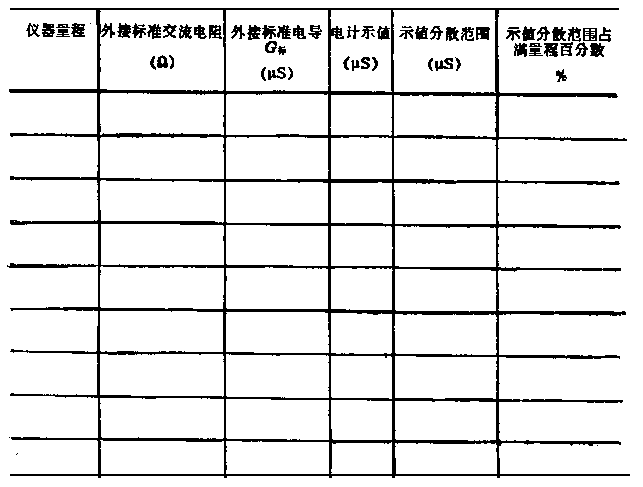 仪器量程
外接标准交流电阻
(Ω)
外接标准电导
G标
(μS)
电计示值
(μS)
示值分散范围
(μS)
示值分散范围占
满量程百分数
%